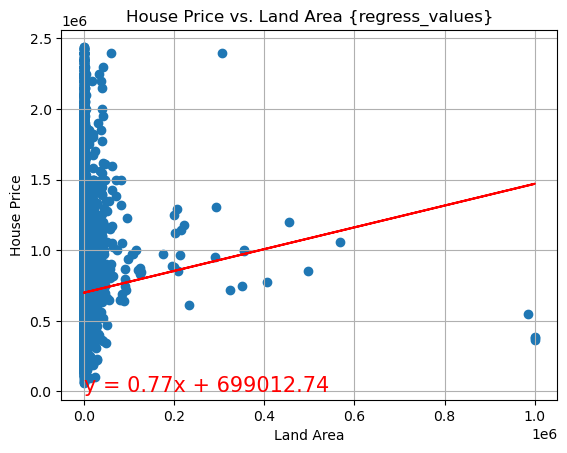 House Price vs. Land Area {regress_values}
1e6
2.5
2.0
1.5
1.0
0.5
0.0
House Price
y = 0.77x + 699012.74
0.0 0.2 0.4 0.6 0.8 1.0
1e6
Land Area